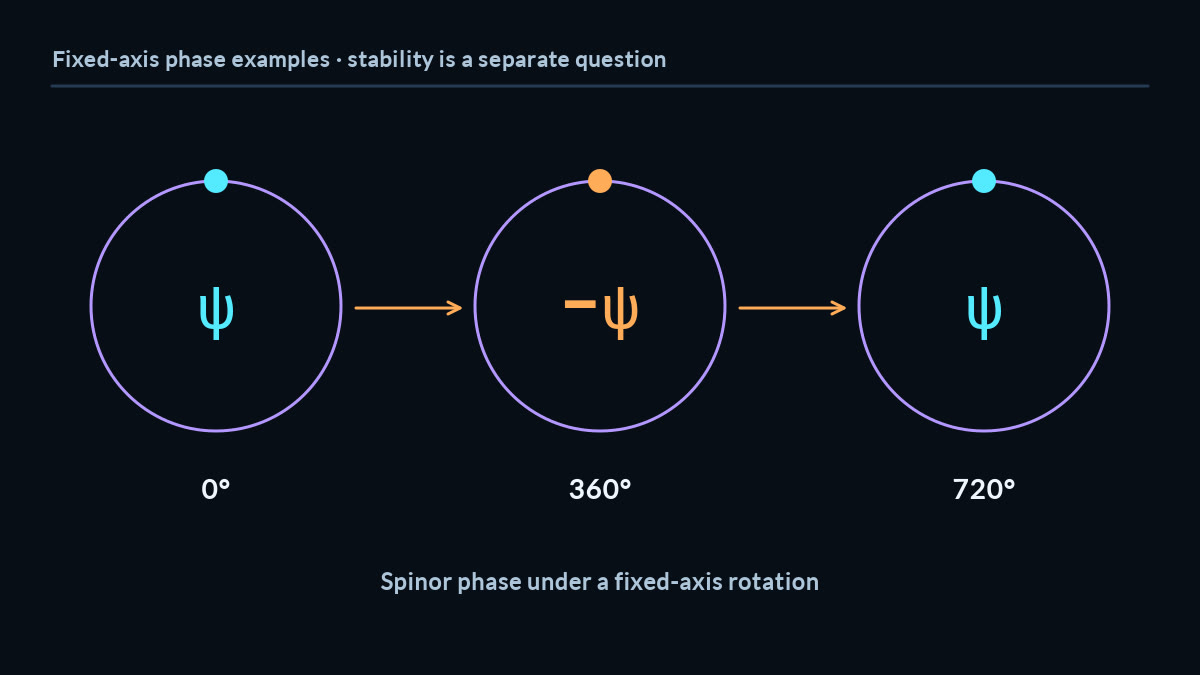 Fixed-axis phase examples · stability is a separate question
ψ
-ψ
ψ
0°
360°
720°
Spinor phase under a fixed-axis rotation